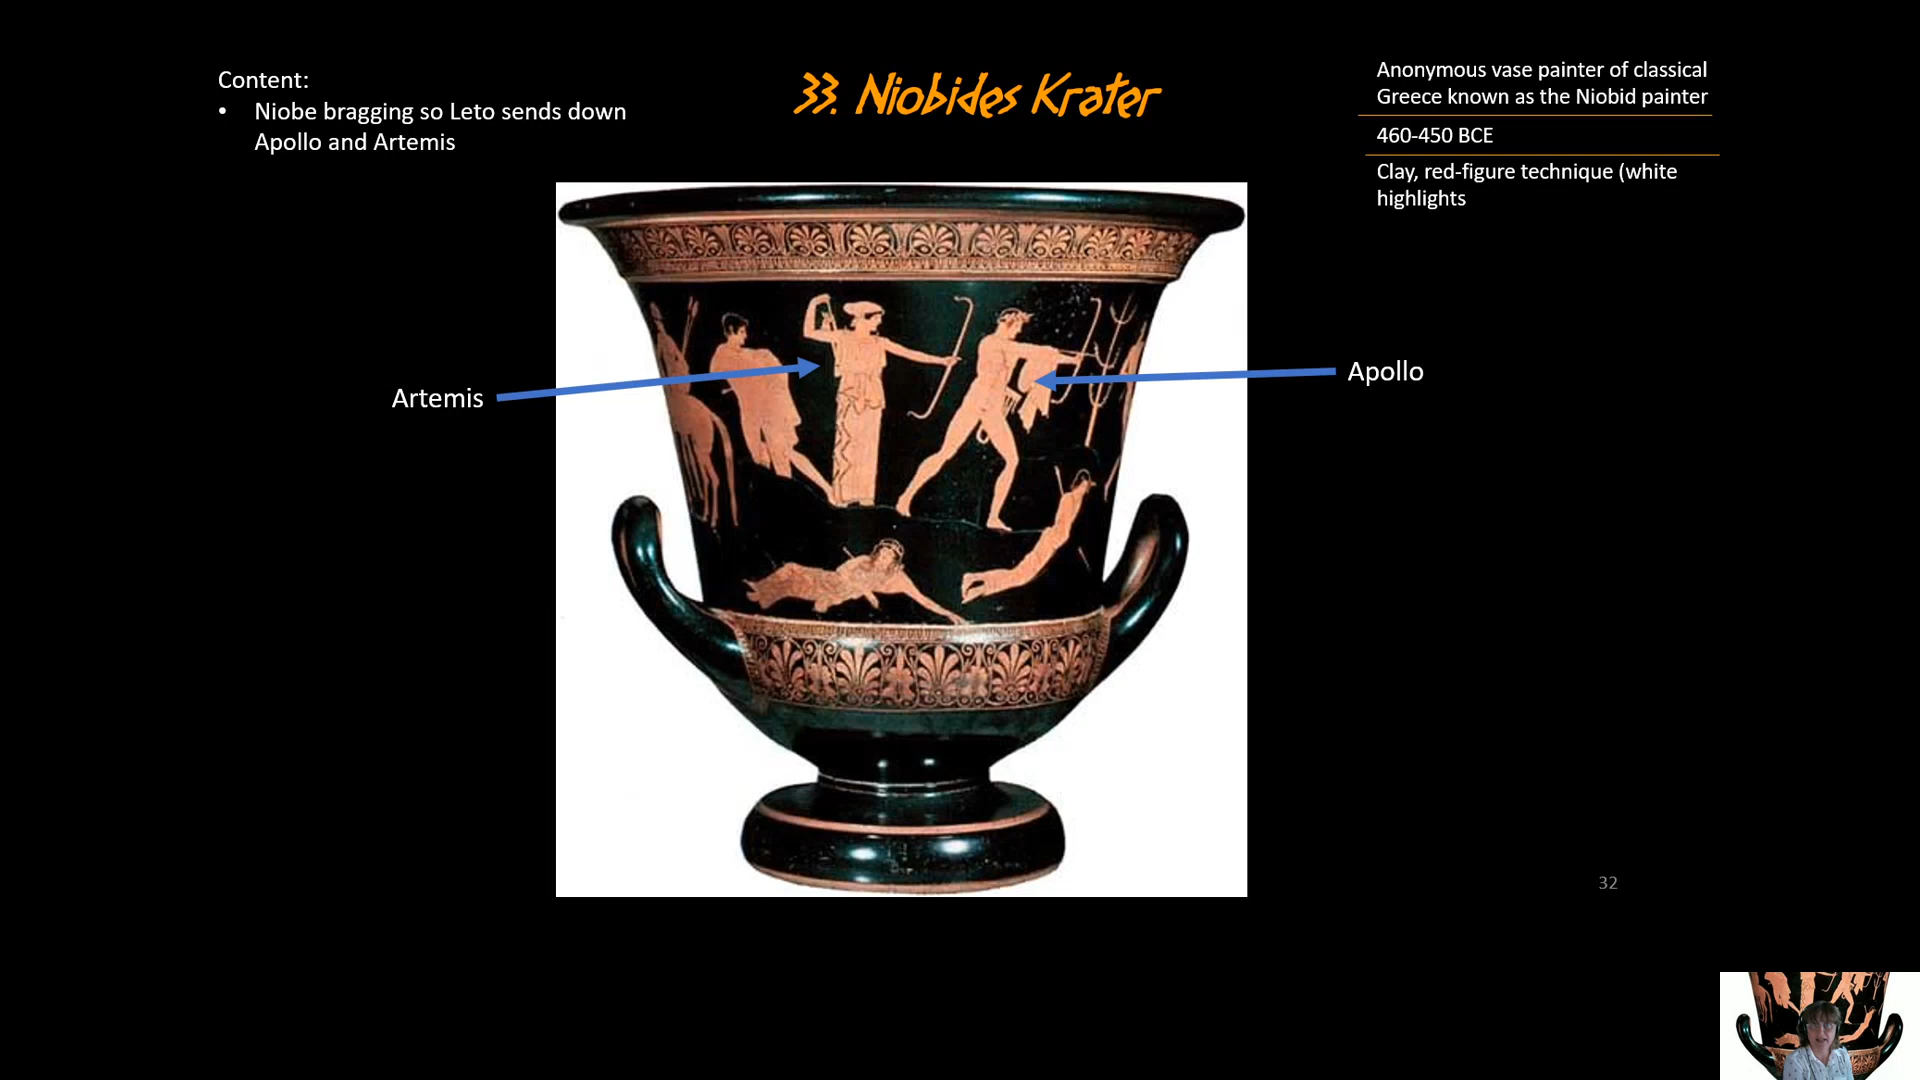 Content:
• Niobe bragging so Leto sends down
Apollo and Artemis
33. Niobides Krater
Anonymous vase painter of classical
Greece known as the Niobid painter
460-450 BCE
Clay, red-figure technique (white
highlights
Artemis
Apollo
32